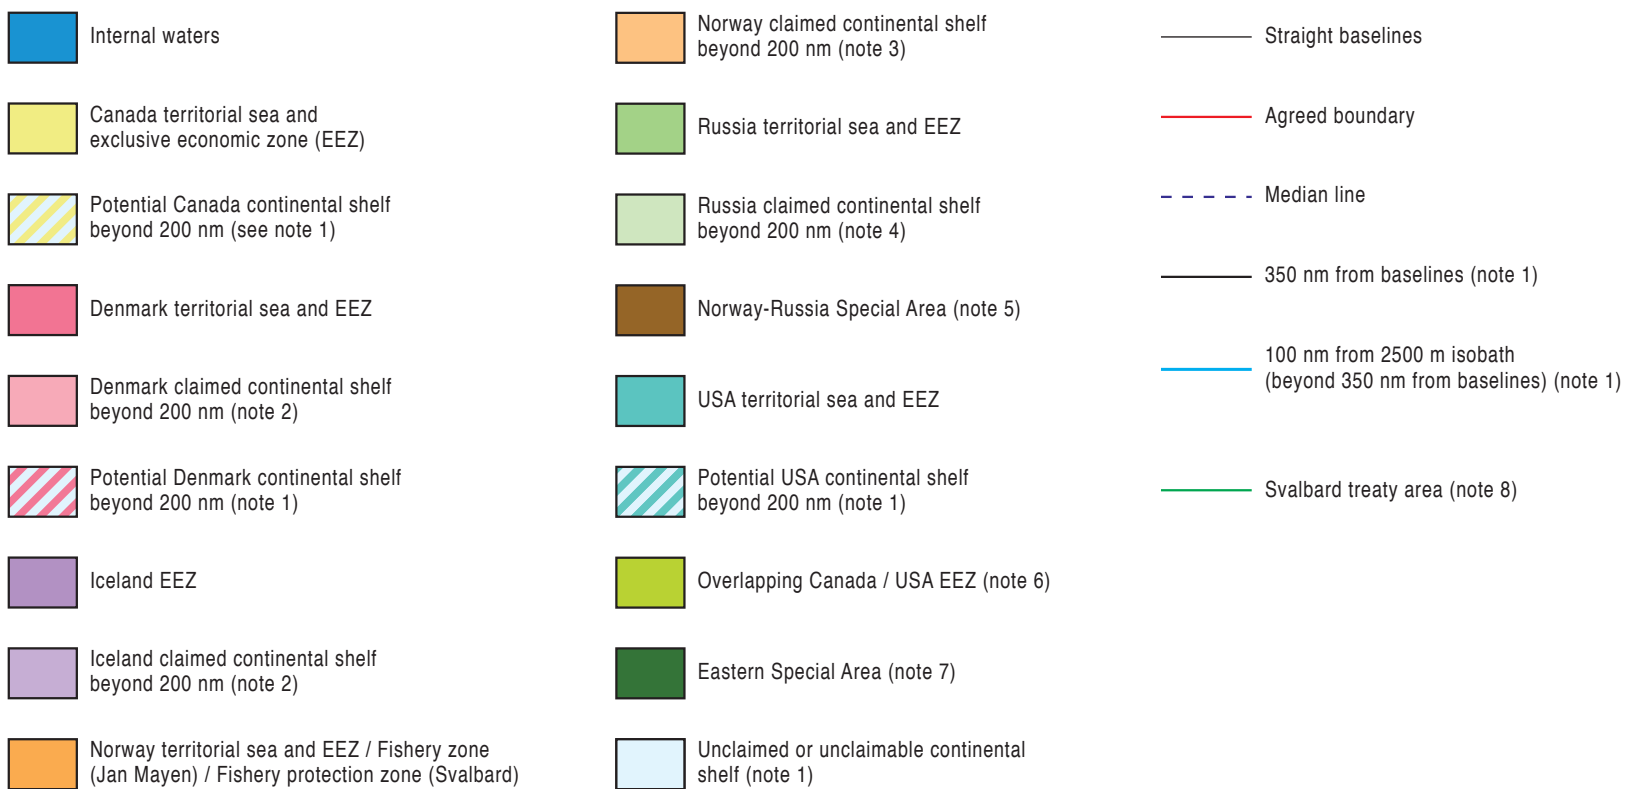 Internal waters
Canada territorial sea and
exclusive economic zone (EEZ)
Potential Canada continental shelf
beyond 200 nm (see note 1)
Denmark territorial sea and EEZ
Denmark claimed continental shelf
beyond 200 nm (note 2)
Potential Denmark continental shelf
beyond 200 nm (note 1)
Iceland EEZ
Iceland claimed continental shelf
beyond 200 nm (note 2)
Norway territorial sea and EEZ / Fishery zone
(Jan Mayen) / Fishery protection zone (Svalbard)
Norway claimed continental shelf
beyond 200 nm (note 3)
Russia territorial sea and EEZ
Russia claimed continental shelf
beyond 200 nm (note 4)
Norway-Russia Special Area (note 5)
USA territorial sea and EEZ
Potential USA continental shelf
beyond 200 nm (note 1)
Overlapping Canada / USA EEZ (note 6)
Eastern Special Area (note 7)
Unclaimed or unclaimable continental
shelf (note 1)
Straight baselines
Agreed boundary
Median line
350 nm from baselines (note 1)
100 nm from 2500 m isobath
(beyond 350 nm from baselines) (note 1)
Svalbard treaty area (note 8)